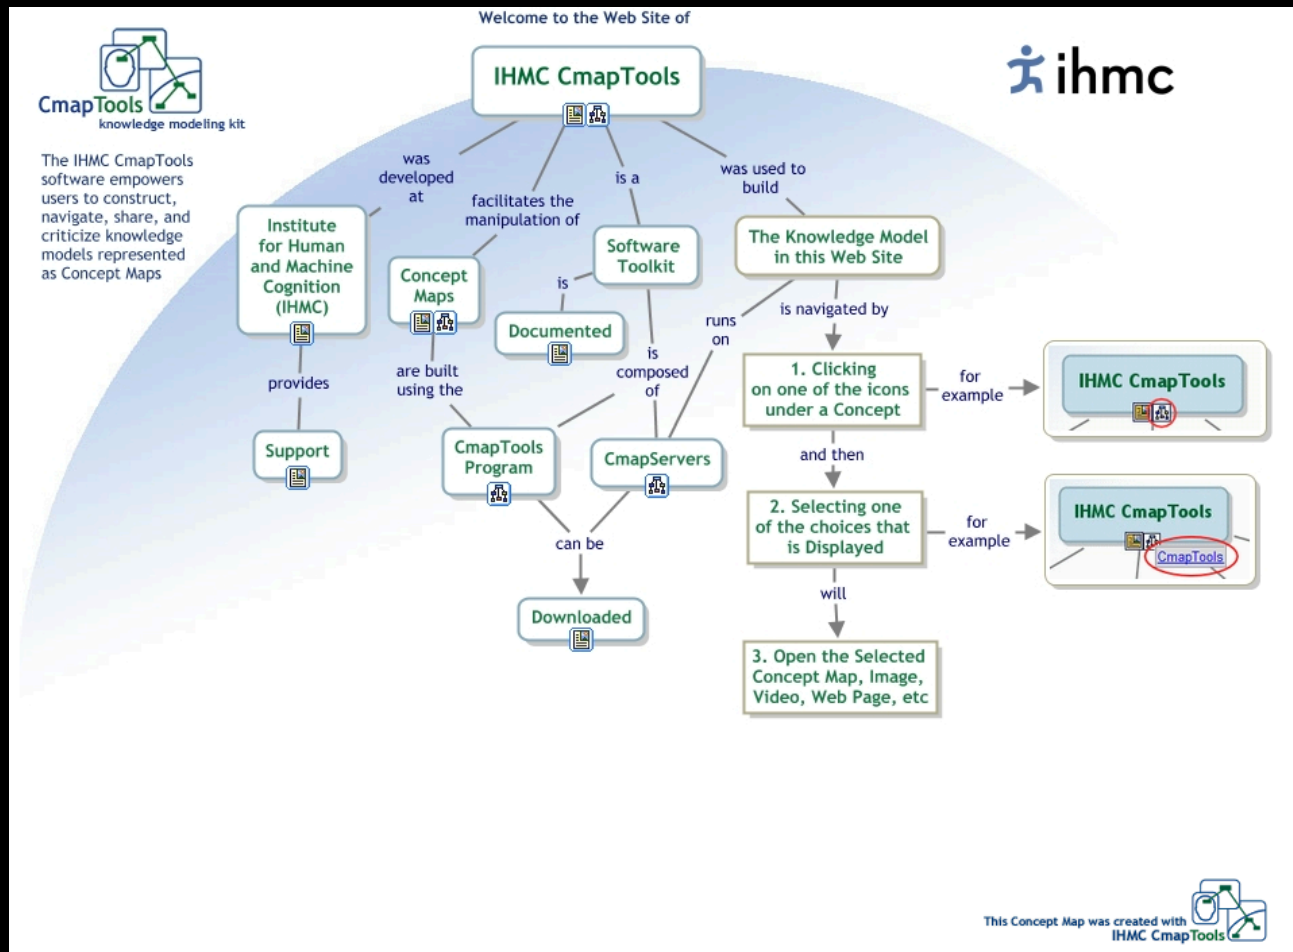 Welcome to the Web Site of
IHMC CmapTools
CmapTools
knowledge modeling kit
ihmc
The IHMC CmapTools
software empowers
users to construct,
navigate, share, and
criticize knowledge
models represented
as Concept Maps
was
developed
at
facilitates the
manipulation of
is a
was used to
build
Institute
for Human
and Machine
Cognition
(IHMC)
Concept
Maps
Software
Toolkit
The Knowledge Model
in this Web Site
is
Documented
provides
Support
are built
using the
is
composed
of
runs
on
is navigated by
CmapTools
Program
CmapServers
can be
Downloaded
1. Clicking
on one of the icons
under a Concept
for
example
IHMC CmapTools
and then
2. Selecting one
of the choices that
is Displayed
for
example
IHMC CmapTools
CmapTools
will
3. Open the Selected
Concept Map, Image,
Video, Web Page, etc
This Concept Map was created with
IHMC CmapTools